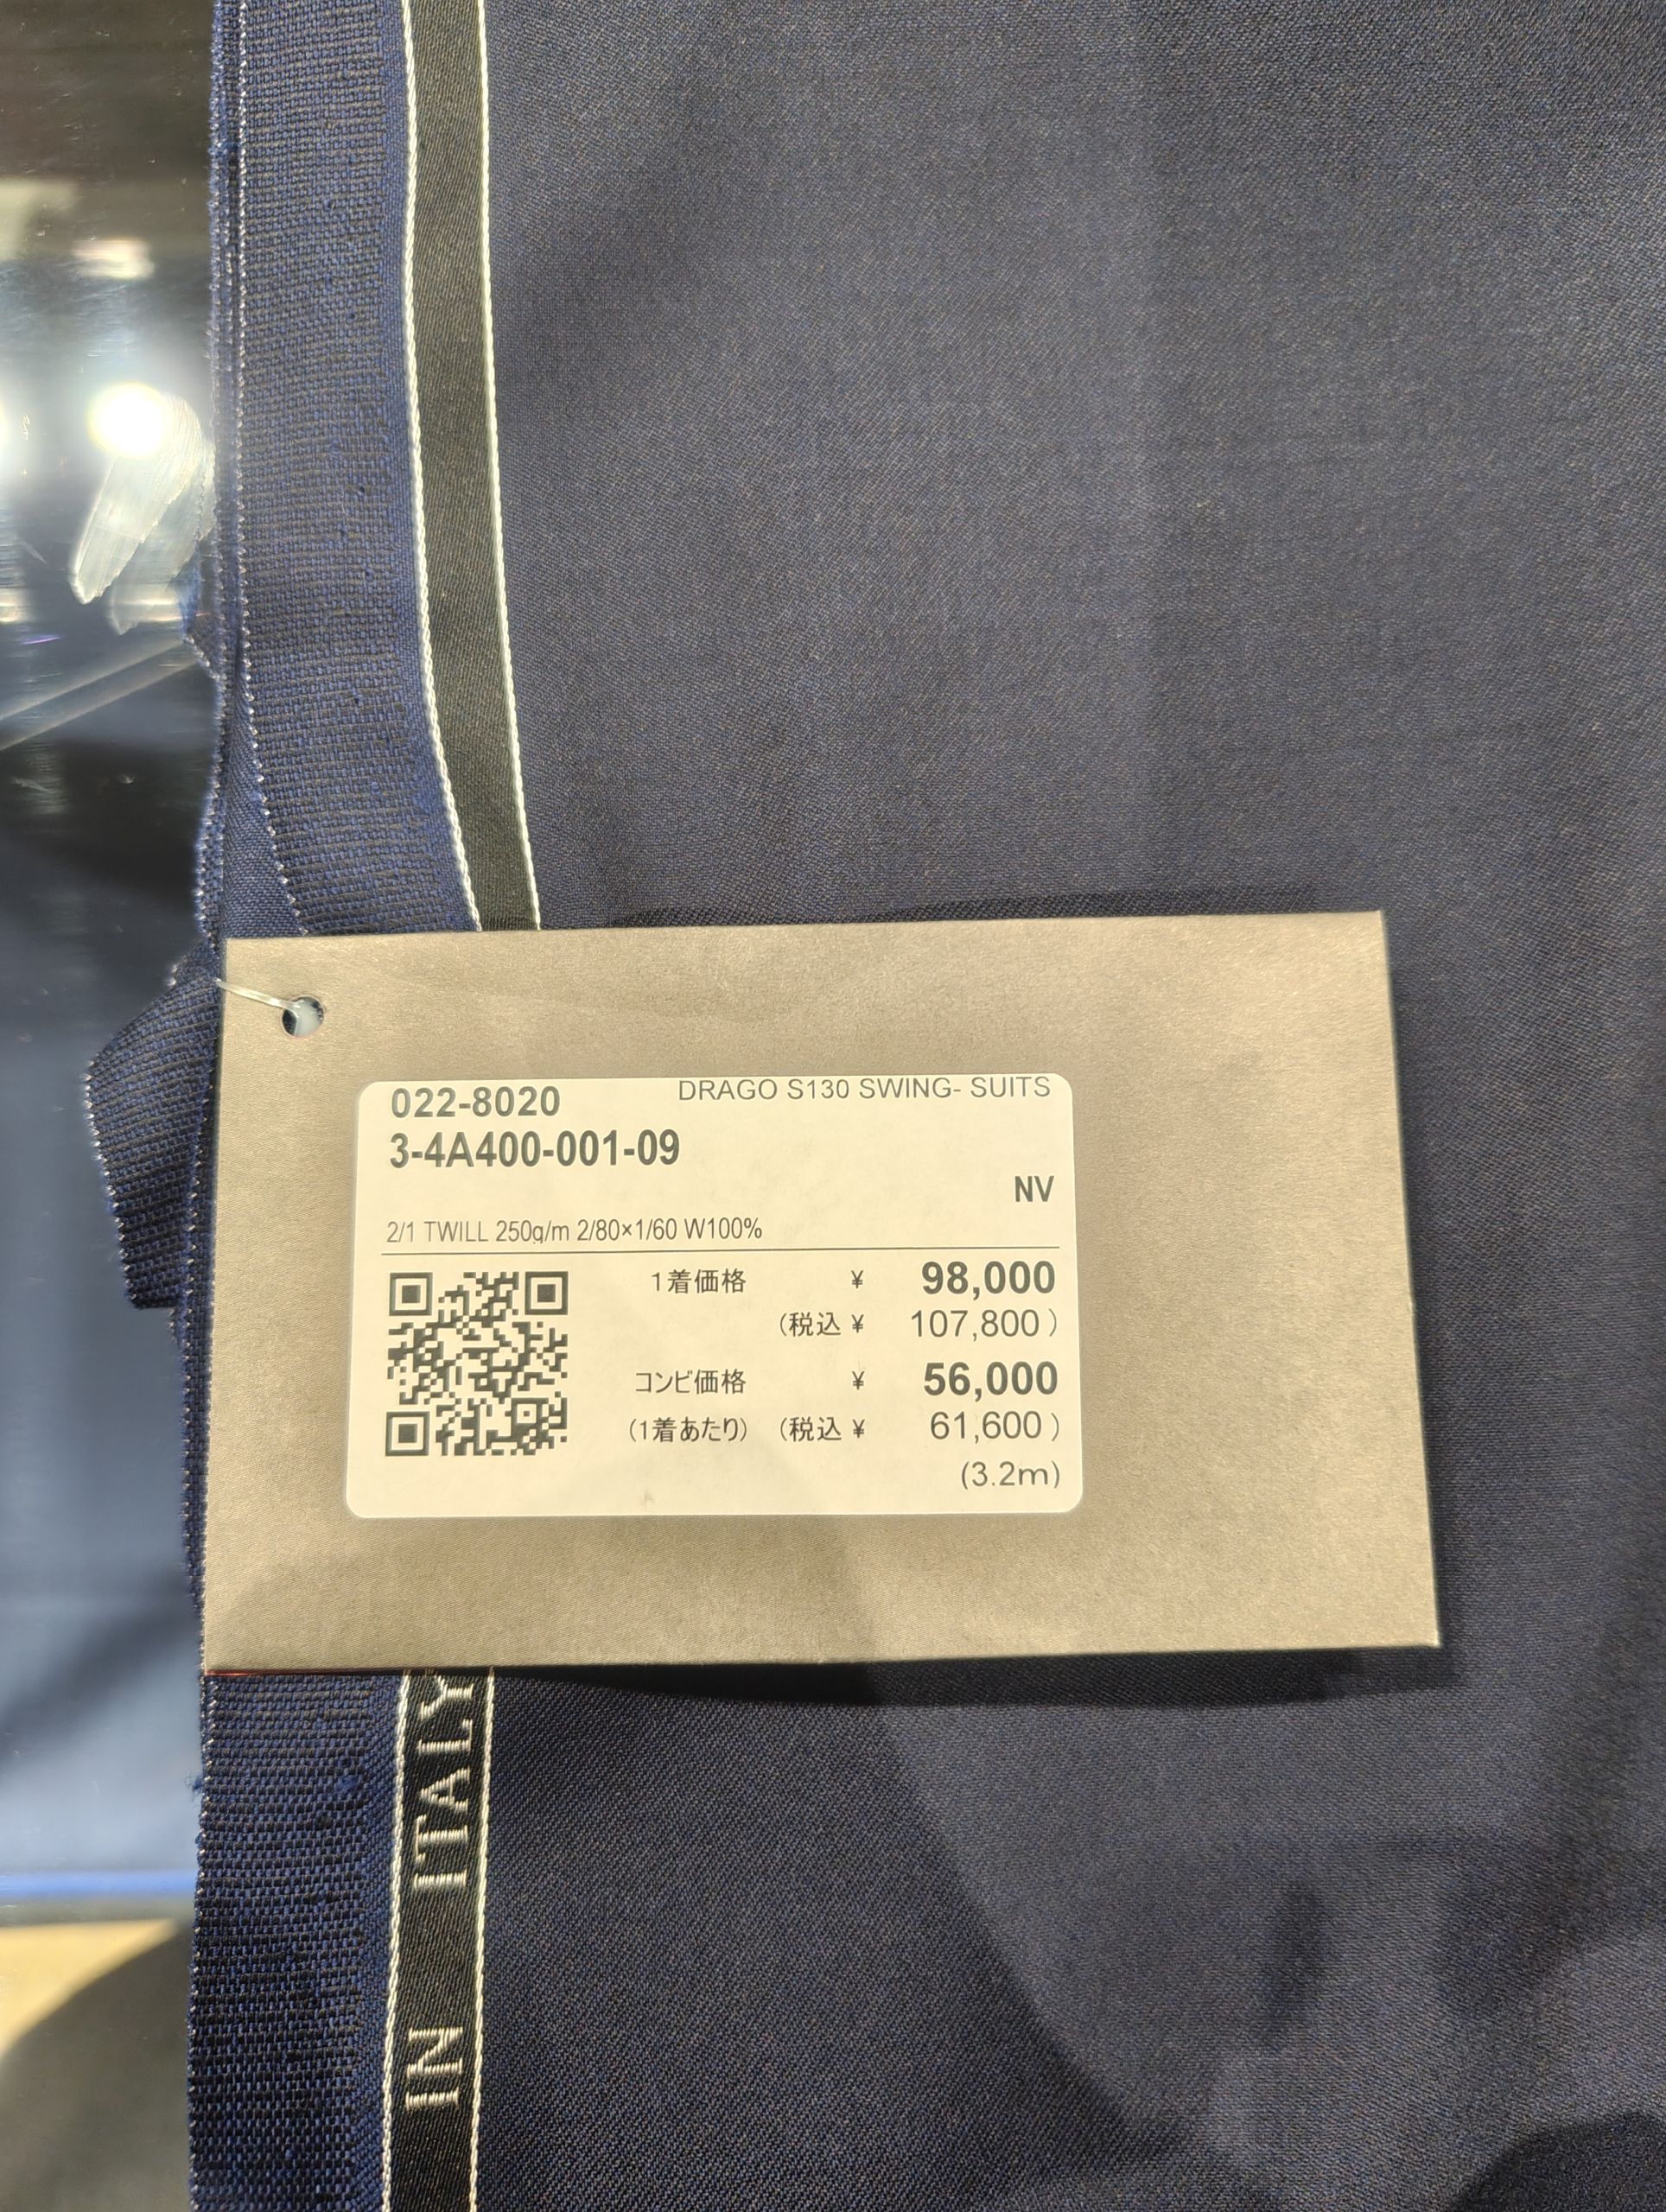 022-8020 DRAGO S130 SWING- SUITS
3-4A400-001-09
NV
2/1 TWILL 250g/m 2/80×1/60 W100%
1着価格 ¥ 98,000
(税込 ¥ 107,800)
コンビ価格 ¥ 56,000
(1着あたり) (税込 ¥ 61,600)
(3.2m)
IN ITALY